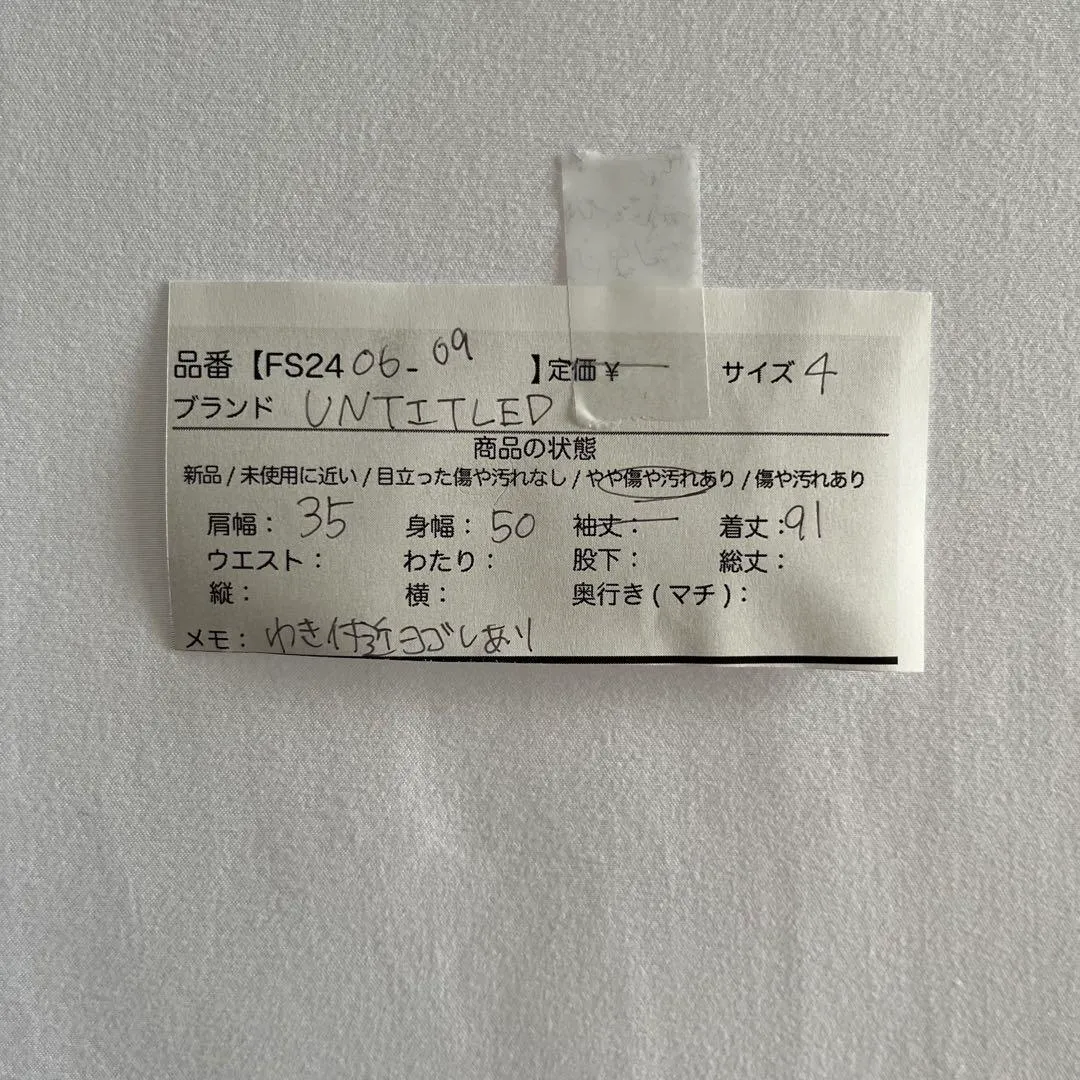 品番【FS24 06-09 】定価 ¥ — サイズ 4
ブランド UNTITLED
商品の状態
新品 / 未使用に近い / 目立った傷や汚れなし / やや傷や汚れあり / 傷や汚れあり
肩幅： 35 身幅： 50 袖丈： — 着丈： 91
ウエスト： わたり： 股下： 総丈：
縦： 横： 奥行き ( マチ )：
メモ： わき付近ヨゴレあり